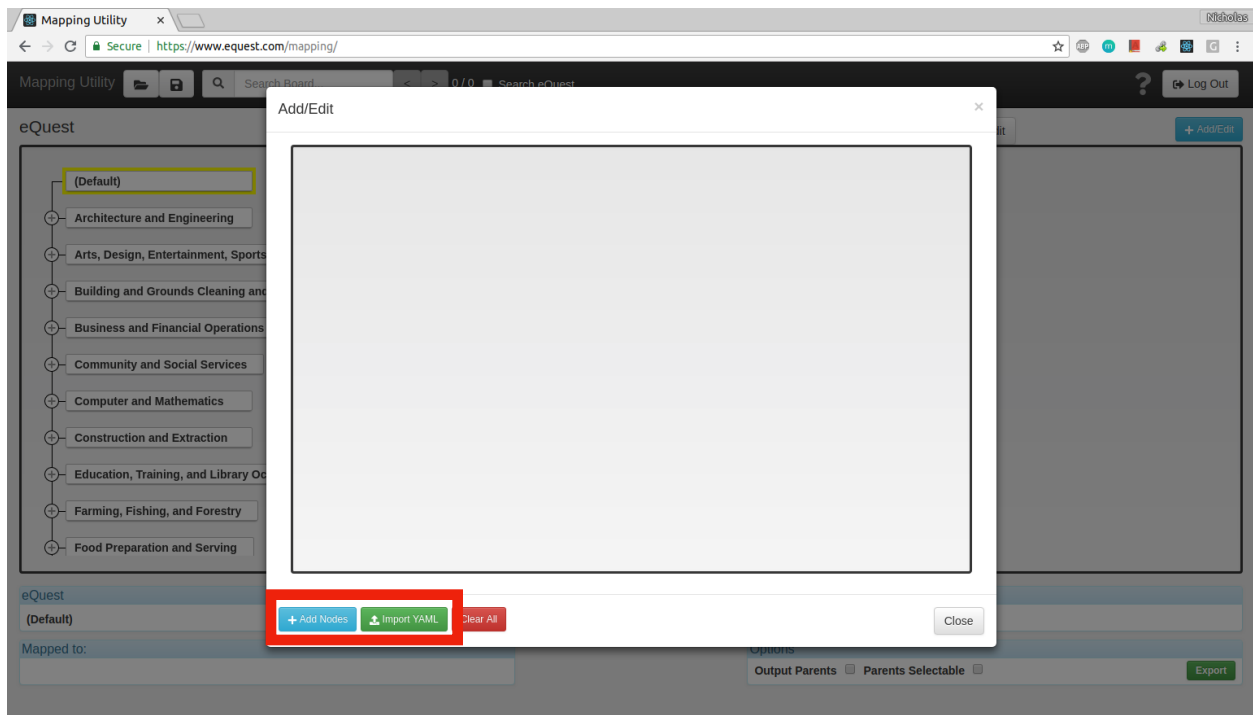 Mapping Utility
Nicholas
Secure | https://www.equest.com/mapping/
Mapping Utility
Search Board...
< > 0 / 0
Search eQuest
?
Log Out
Add/Edit
×
eQuest
dit
+ Add/Edit
(Default)
Architecture and Engineering
Arts, Design, Entertainment, Sports
Building and Grounds Cleaning and
Business and Financial Operations
Community and Social Services
Computer and Mathematics
Construction and Extraction
Education, Training, and Library Oc
Farming, Fishing, and Forestry
Food Preparation and Serving
eQuest
(Default)
+ Add Nodes
Import YAML
Clear All
Close
Mapped to:
Options
Output Parents
Parents Selectable
Export